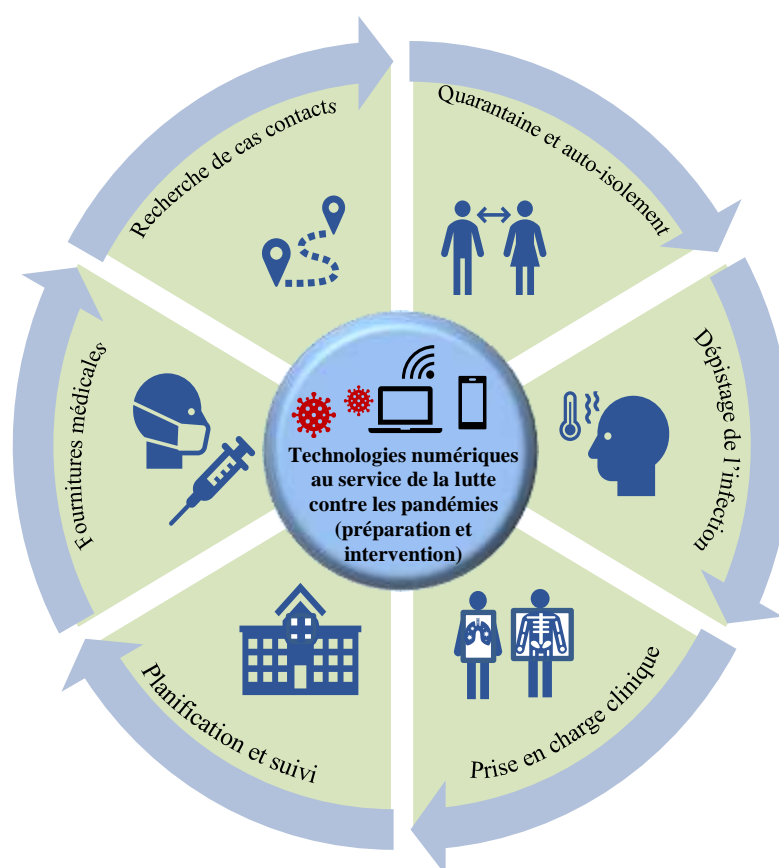 Recherche de cas contacts
Quarantaine et auto-isolement
Dépistage de l'infection
Prise en charge clinique
Planification et suivi
Fournitures médicales
Technologies numériques
au service de la lutte
contre les pandémies
(préparation et
intervention)